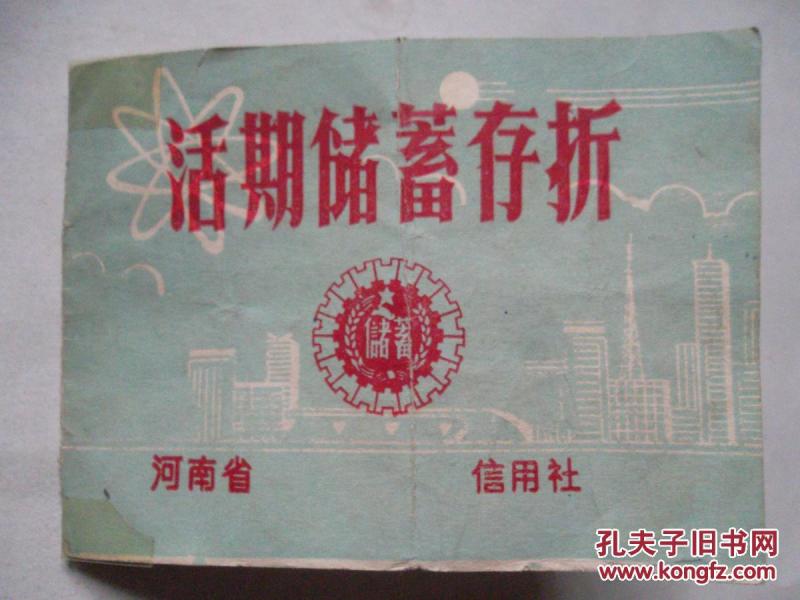 活期储蓄存折
儲蓄
河南省 信用社
孔夫子旧书网
www.kongfz.com